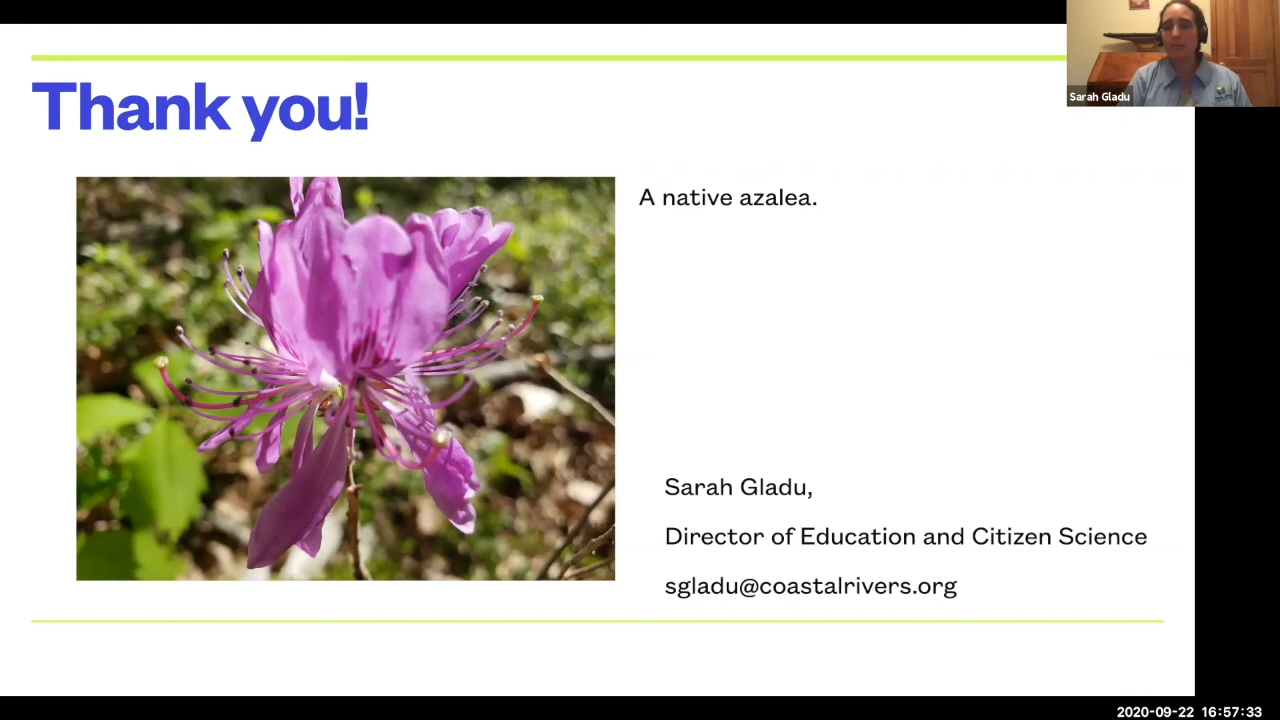 Thank you!
Sarah Gladu
A native azalea.
Sarah Gladu,
Director of Education and Citizen Science
sgladu@coastalrivers.org
2020-09-22 16:57:33